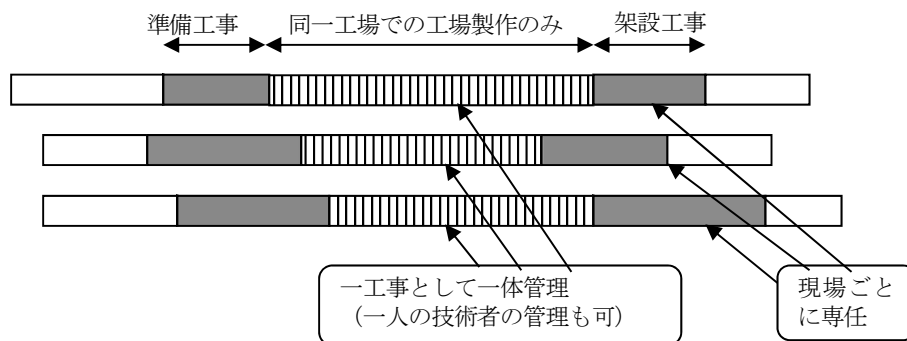 準備工事
同一工場での工場製作のみ
架設工事
一工事として一体管理
（一人の技術者の管理も可）
現場ごと
に専任